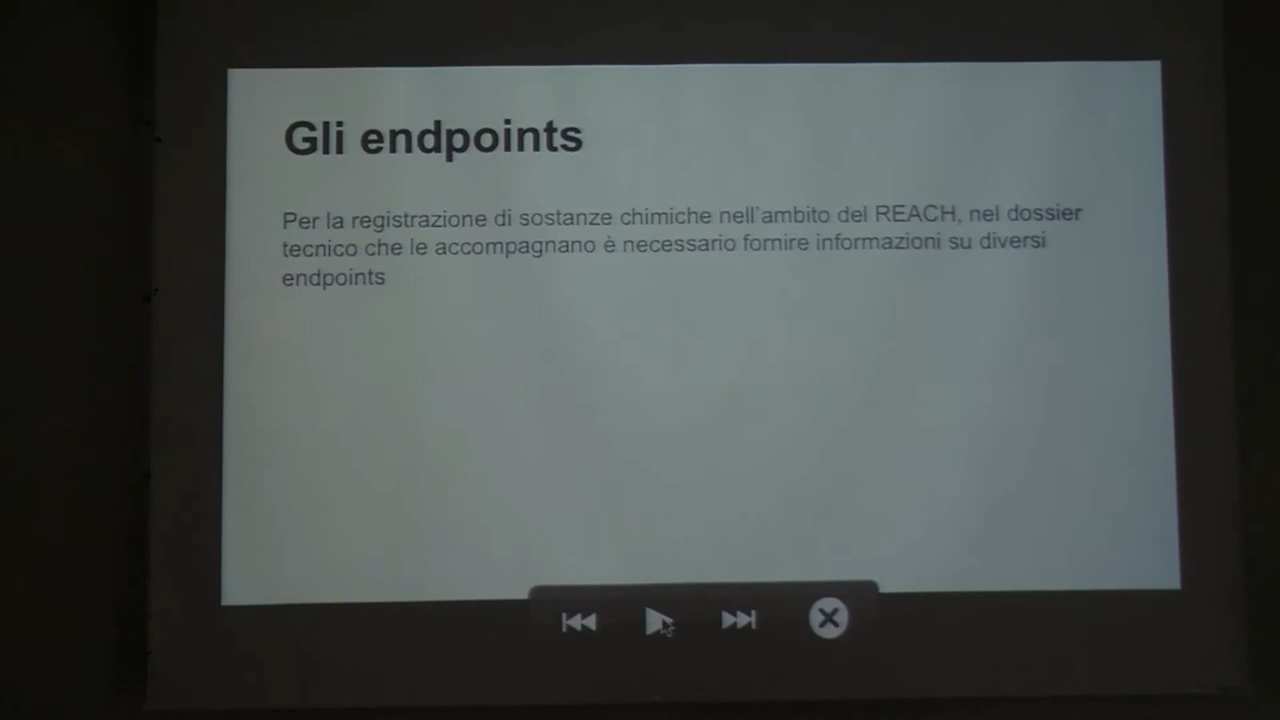 Gli endpoints
Per la registrazione di sostanze chimiche nell'ambito del REACH, nel dossier
tecnico che le accompagnano è necessario fornire informazioni su diversi
endpoints